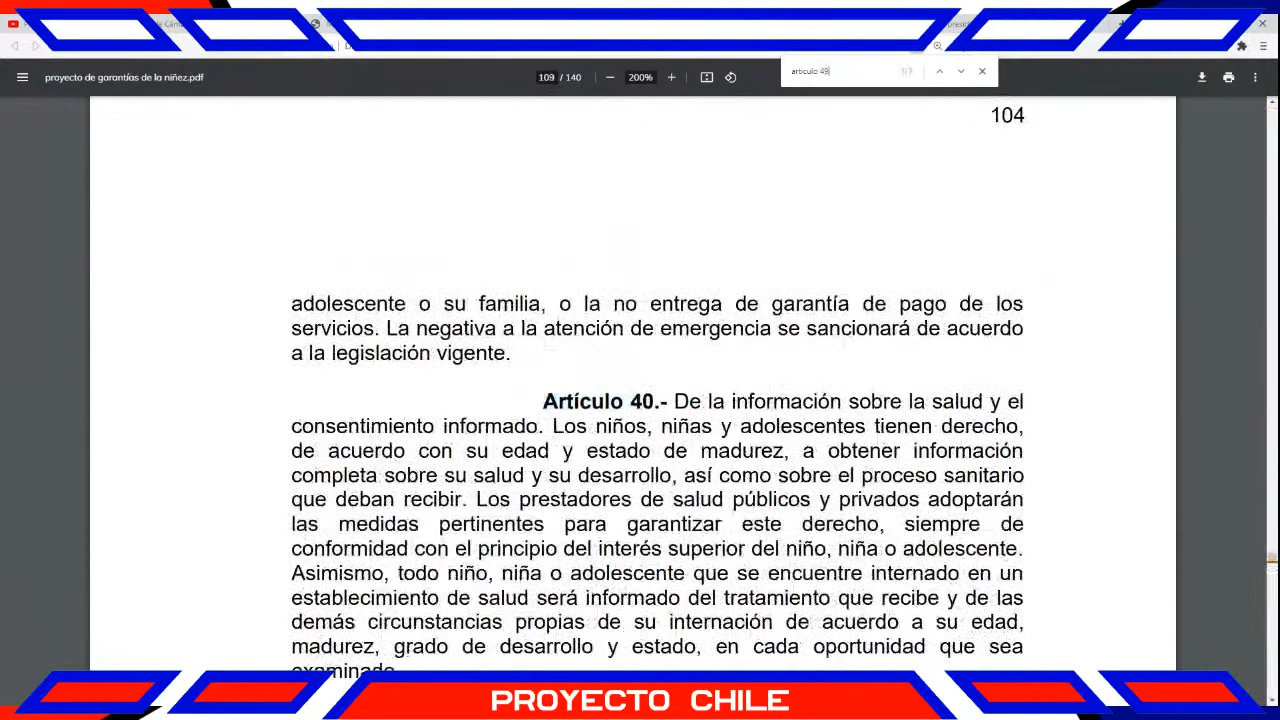 proyecto de garantías de la niñez.pdf
109 / 140
200%
articulo 49
104
adolescente o su familia, o la no entrega de garantía de pago de los
servicios. La negativa a la atención de emergencia se sancionará de acuerdo
a la legislación vigente.
Artículo 40.- De la información sobre la salud y el
consentimiento informado. Los niños, niñas y adolescentes tienen derecho,
de acuerdo con su edad y estado de madurez, a obtener información
completa sobre su salud y su desarrollo, así como sobre el proceso sanitario
que deban recibir. Los prestadores de salud públicos y privados adoptarán
las medidas pertinentes para garantizar este derecho, siempre de
conformidad con el principio del interés superior del niño, niña o adolescente.
Asimismo, todo niño, niña o adolescente que se encuentre internado en un
establecimiento de salud será informado del tratamiento que recibe y de las
demás circunstancias propias de su internación de acuerdo a su edad,
madurez, grado de desarrollo y estado, en cada oportunidad que sea
examinado.
PROYECTO CHILE